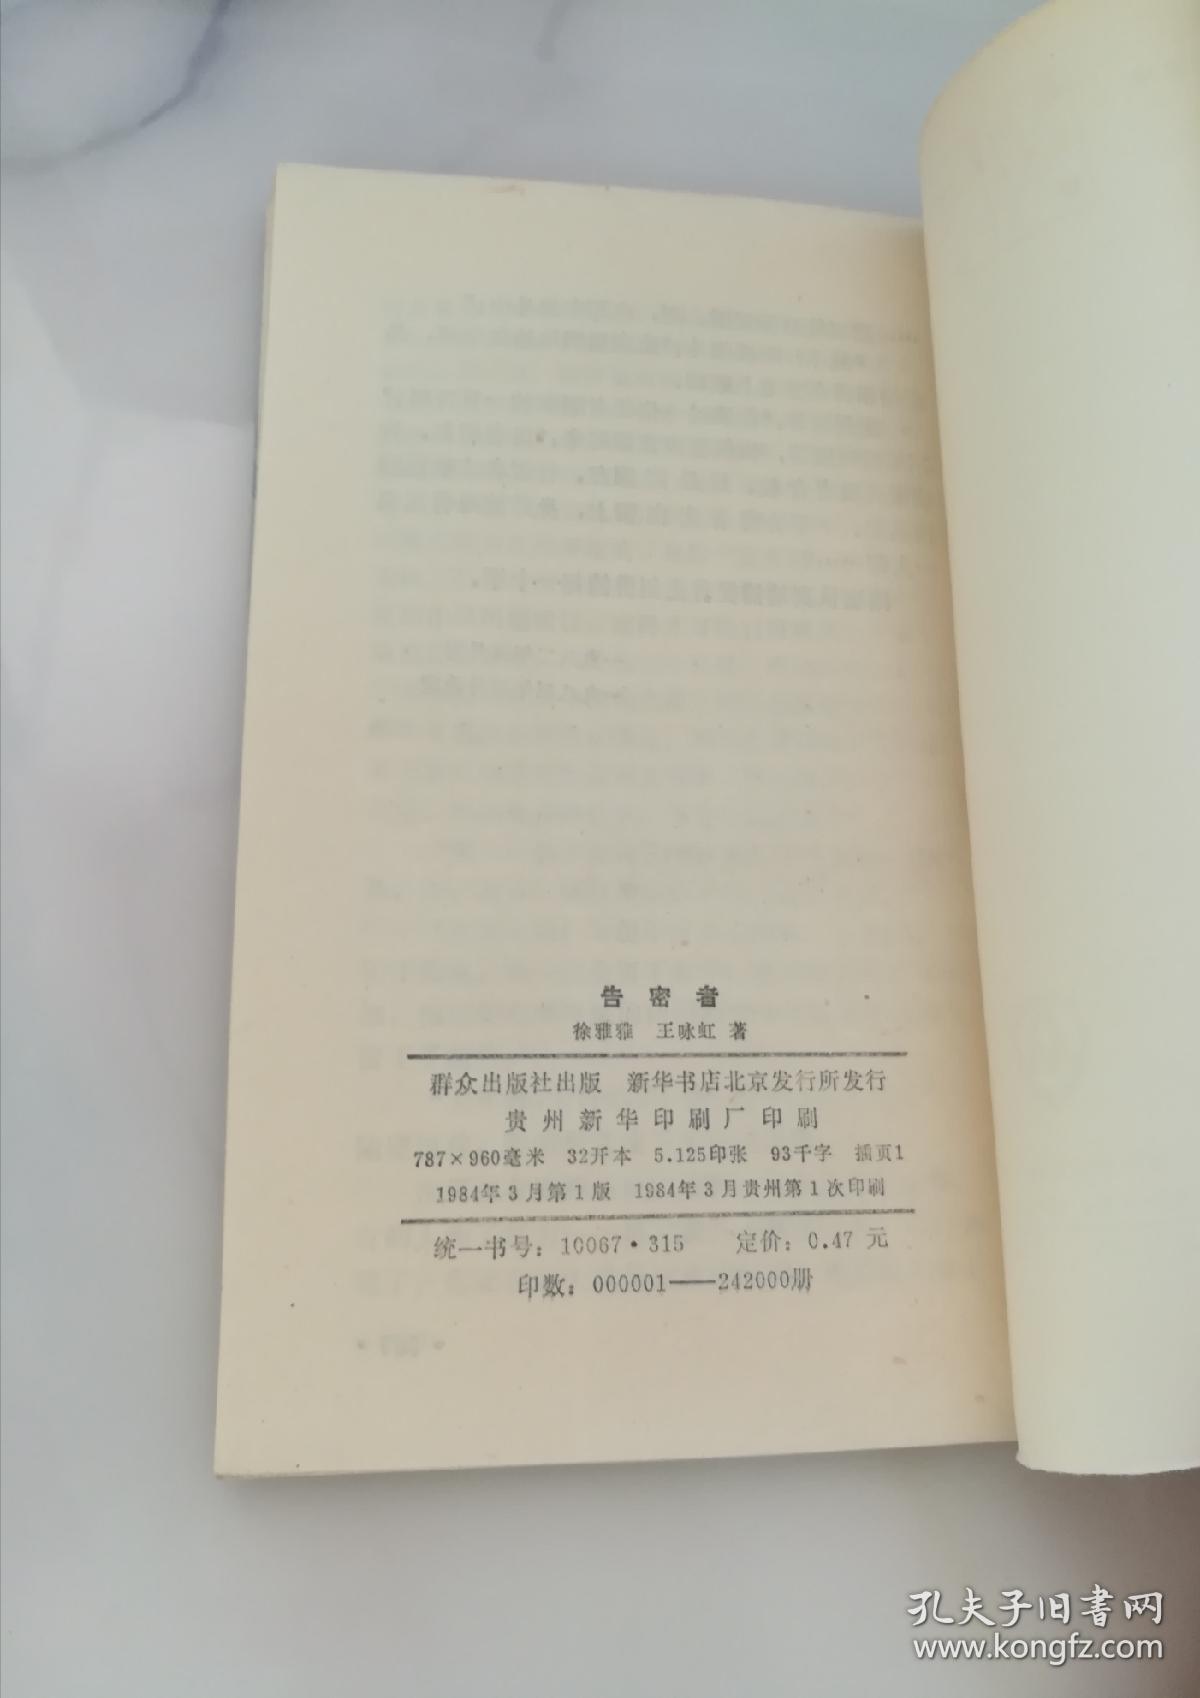 告密者
徐雅雅 王咏虹 著
群众出版社出版 新华书店北京发行所发行
贵州新华印刷厂印刷
787×960毫米 32开本 5.125印张 93千字 插页1
1984年3月第1版 1984年3月贵州第1次印刷
统一书号：10067·315 定价：0.47元
印数：000001——242000册
孔夫子旧书网
www.kongfz.com